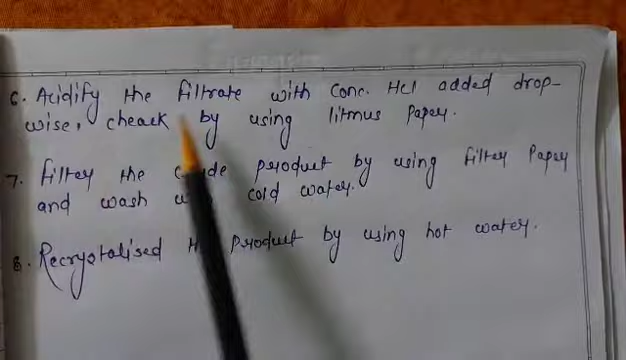 6. Acidify the filtrate with Conc. Hcl added drop-
wise, cheack by using litmus Paper.
7. filter the product by using filter Paper
and wash cold water.
8. Recrystalised product by using hot water.